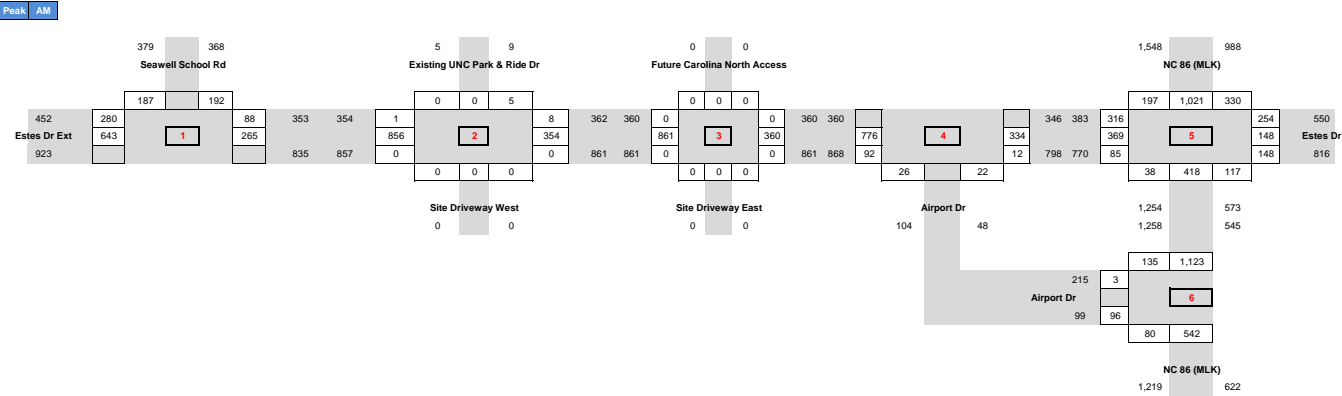 Peak AM
379 368 5 9 0 0 1,548 988
Seawell School Rd Existing UNC Park & Ride Dr Future Carolina North Access NC 86 (MLK)
187 192 0 0 5 0 0 0 197 1,021 330
452 280 88 353 354 1 8 362 360 0 0 360 360 346 383 316 254 550
Estes Dr Ext 643 1 265 856 2 354 861 3 360 776 4 334 369 5 148 Estes Dr
923 835 857 0 0 861 861 0 0 861 868 92 12 798 770 85 148 816
0 0 0 0 0 0 26 22 38 418 117
Site Driveway West Site Driveway East Airport Dr 1,254 573
0 0 0 0 104 48 1,258 545
135 1,123
215 3
Airport Dr 6
99 96
80 542
NC 86 (MLK)
1,219 622